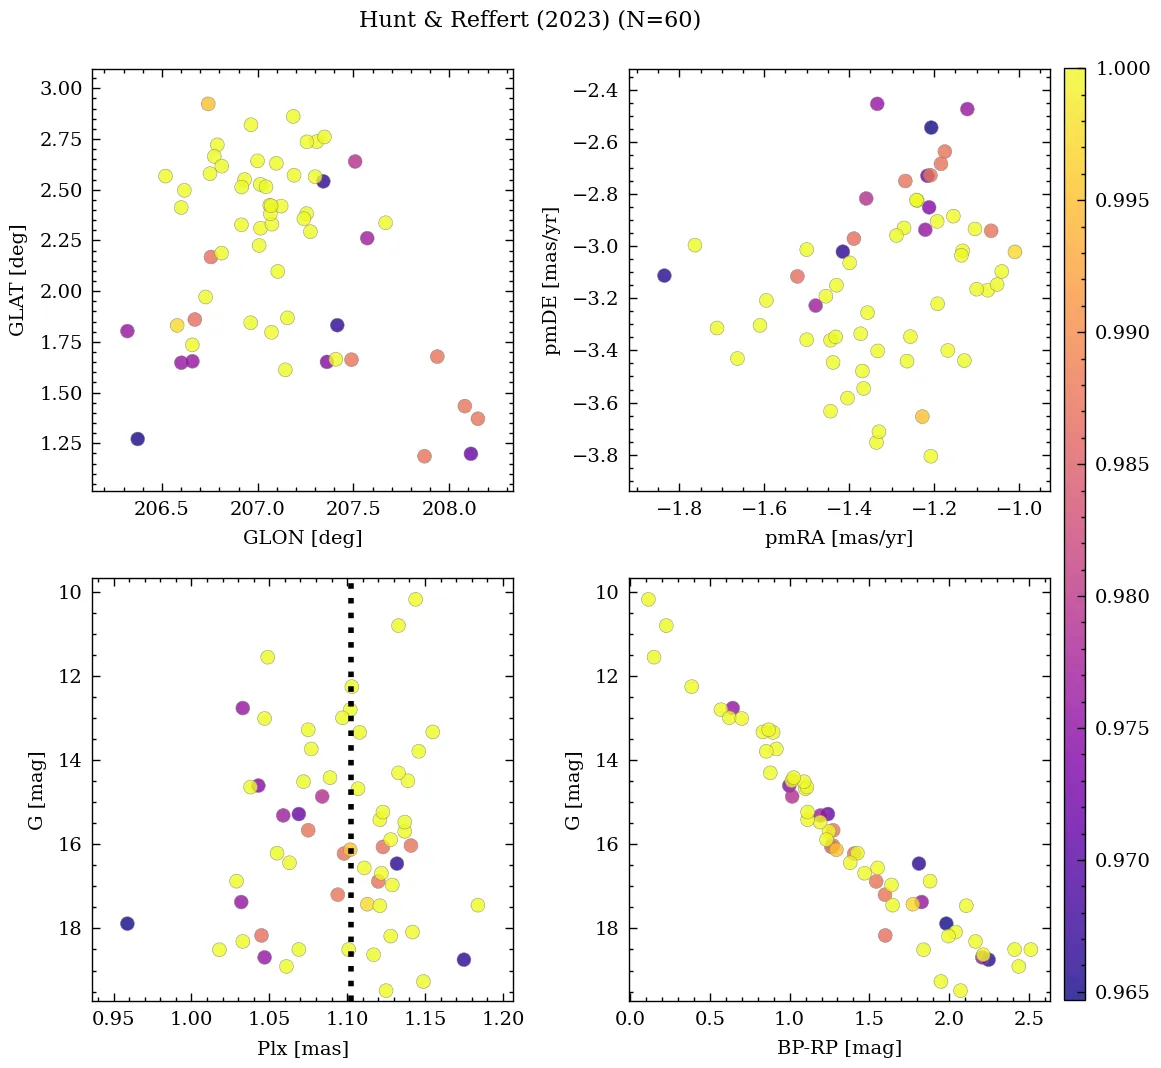 Hunt & Reffert (2023) (N=60)
3.00
2.75
2.50
2.25
2.00
1.75
1.50
1.25
GLAT [deg]
206.5 207.0 207.5 208.0
GLON [deg]
−2.4
−2.6
−2.8
−3.0
−3.2
−3.4
−3.6
−3.8
pmDE [mas/yr]
−1.8 −1.6 −1.4 −1.2 −1.0
pmRA [mas/yr]
10
12
14
16
18
G [mag]
0.95 1.00 1.05 1.10 1.15 1.20
Plx [mas]
10
12
14
16
18
G [mag]
0.0 0.5 1.0 1.5 2.0 2.5
BP-RP [mag]
1.000
0.995
0.990
0.985
0.980
0.975
0.970
0.965